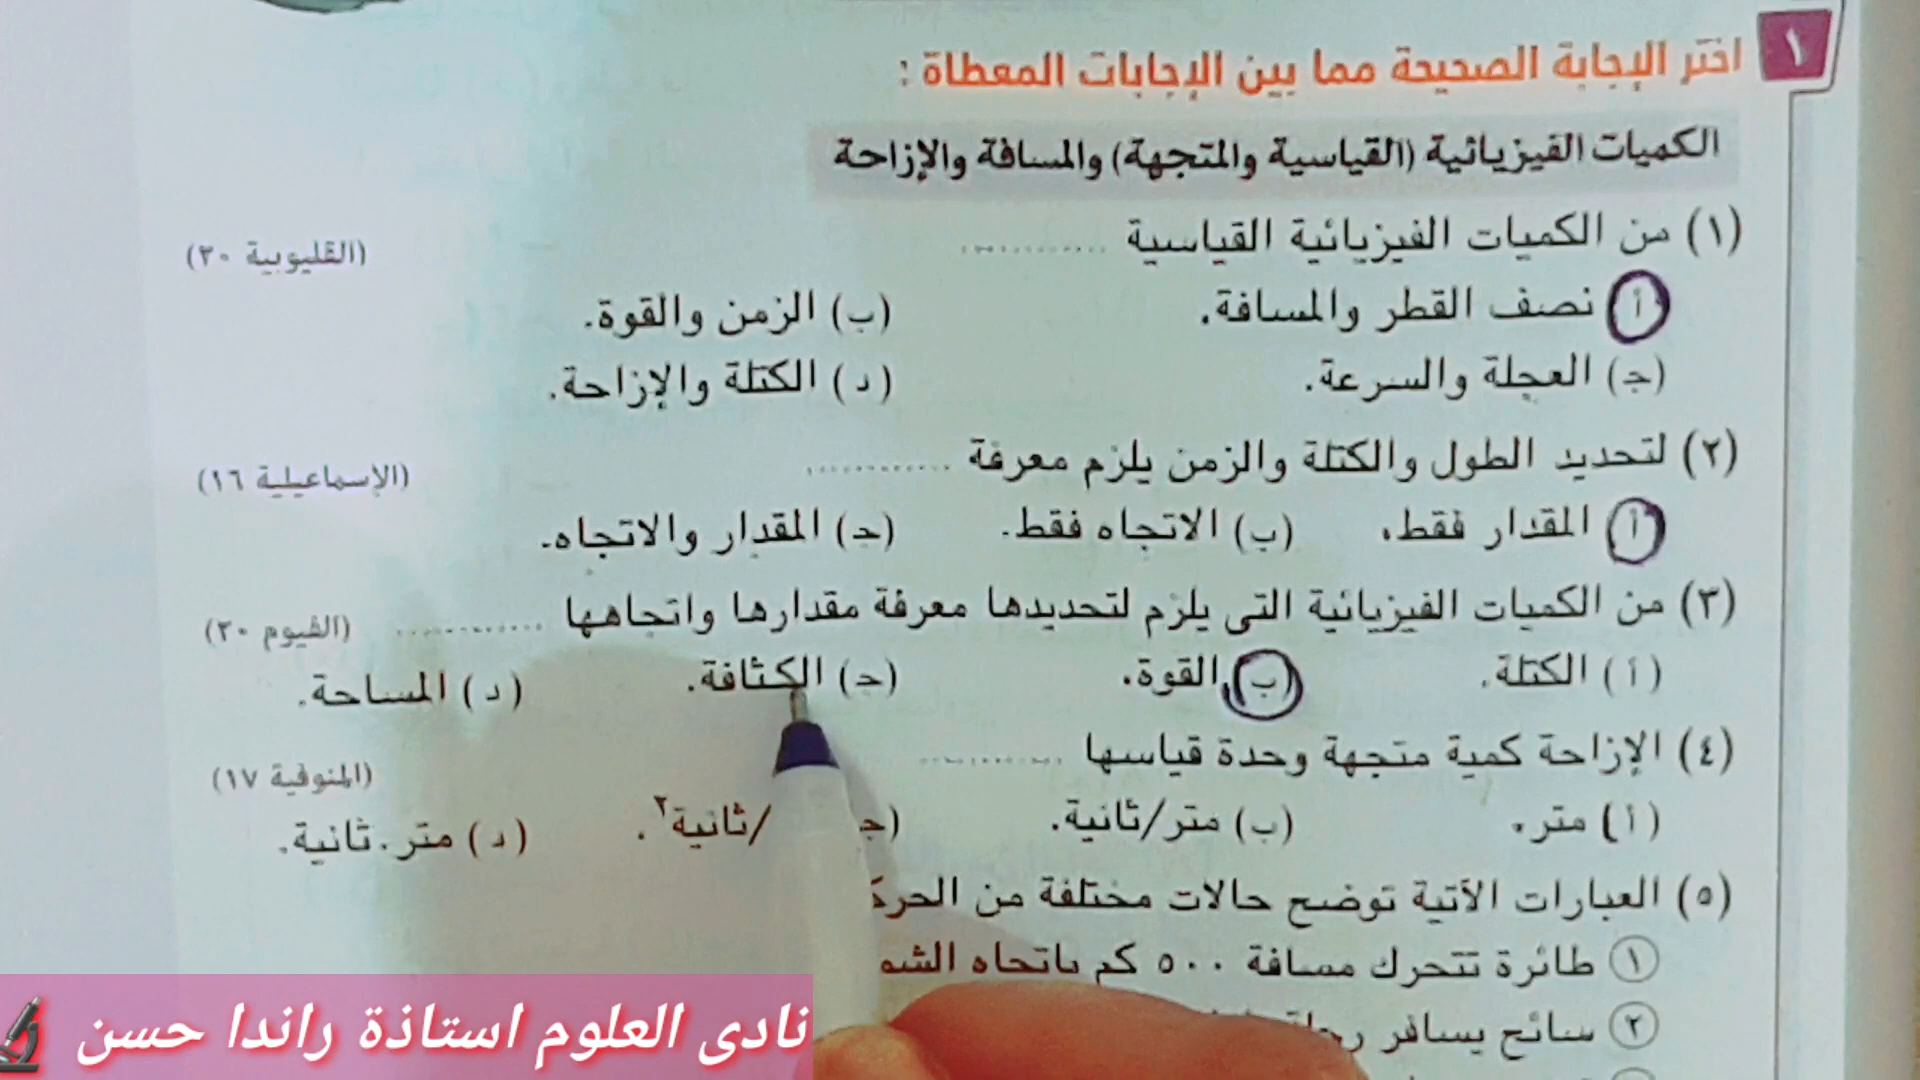 ١
اختر الإجابة الصحيحة مما بين الإجابات المعطاة :
الكميات الفيزيائية (القياسية والمتجهة) والمسافة والإزاحة
(١) من الكميات الفيزيائية القياسية ............ (القليوبية ٢٠)
(أ) نصف القطر والمسافة. (ب) الزمن والقوة.
(جـ) العجلة والسرعة. (د) الكتلة والإزاحة.
(٢) لتحديد الطول والكتلة والزمن يلزم معرفة ............ (الإسماعيلية ١٦)
(أ) المقدار فقط. (ب) الاتجاه فقط. (جـ) المقدار والاتجاه.
(٣) من الكميات الفيزيائية التى يلزم لتحديدها معرفة مقدارها واتجاهها ............ (الفيوم ٢٠)
(أ) الكتلة. (ب) القوة. (جـ) الكثافة. (د) المساحة.
(٤) الإزاحة كمية متجهة وحدة قياسها ............ (المنوفية ١٧)
(أ) متر. (ب) متر/ثانية. (جـ) /ثانية٢. (د) متر.ثانية.
(٥) العبارات الآتية توضح حالات مختلفة من
١ طائرة تتحرك مسافة ٥٠٠ كم باتجاه
٢ سائح يسافر
نادى العلوم استاذة راندا حسن